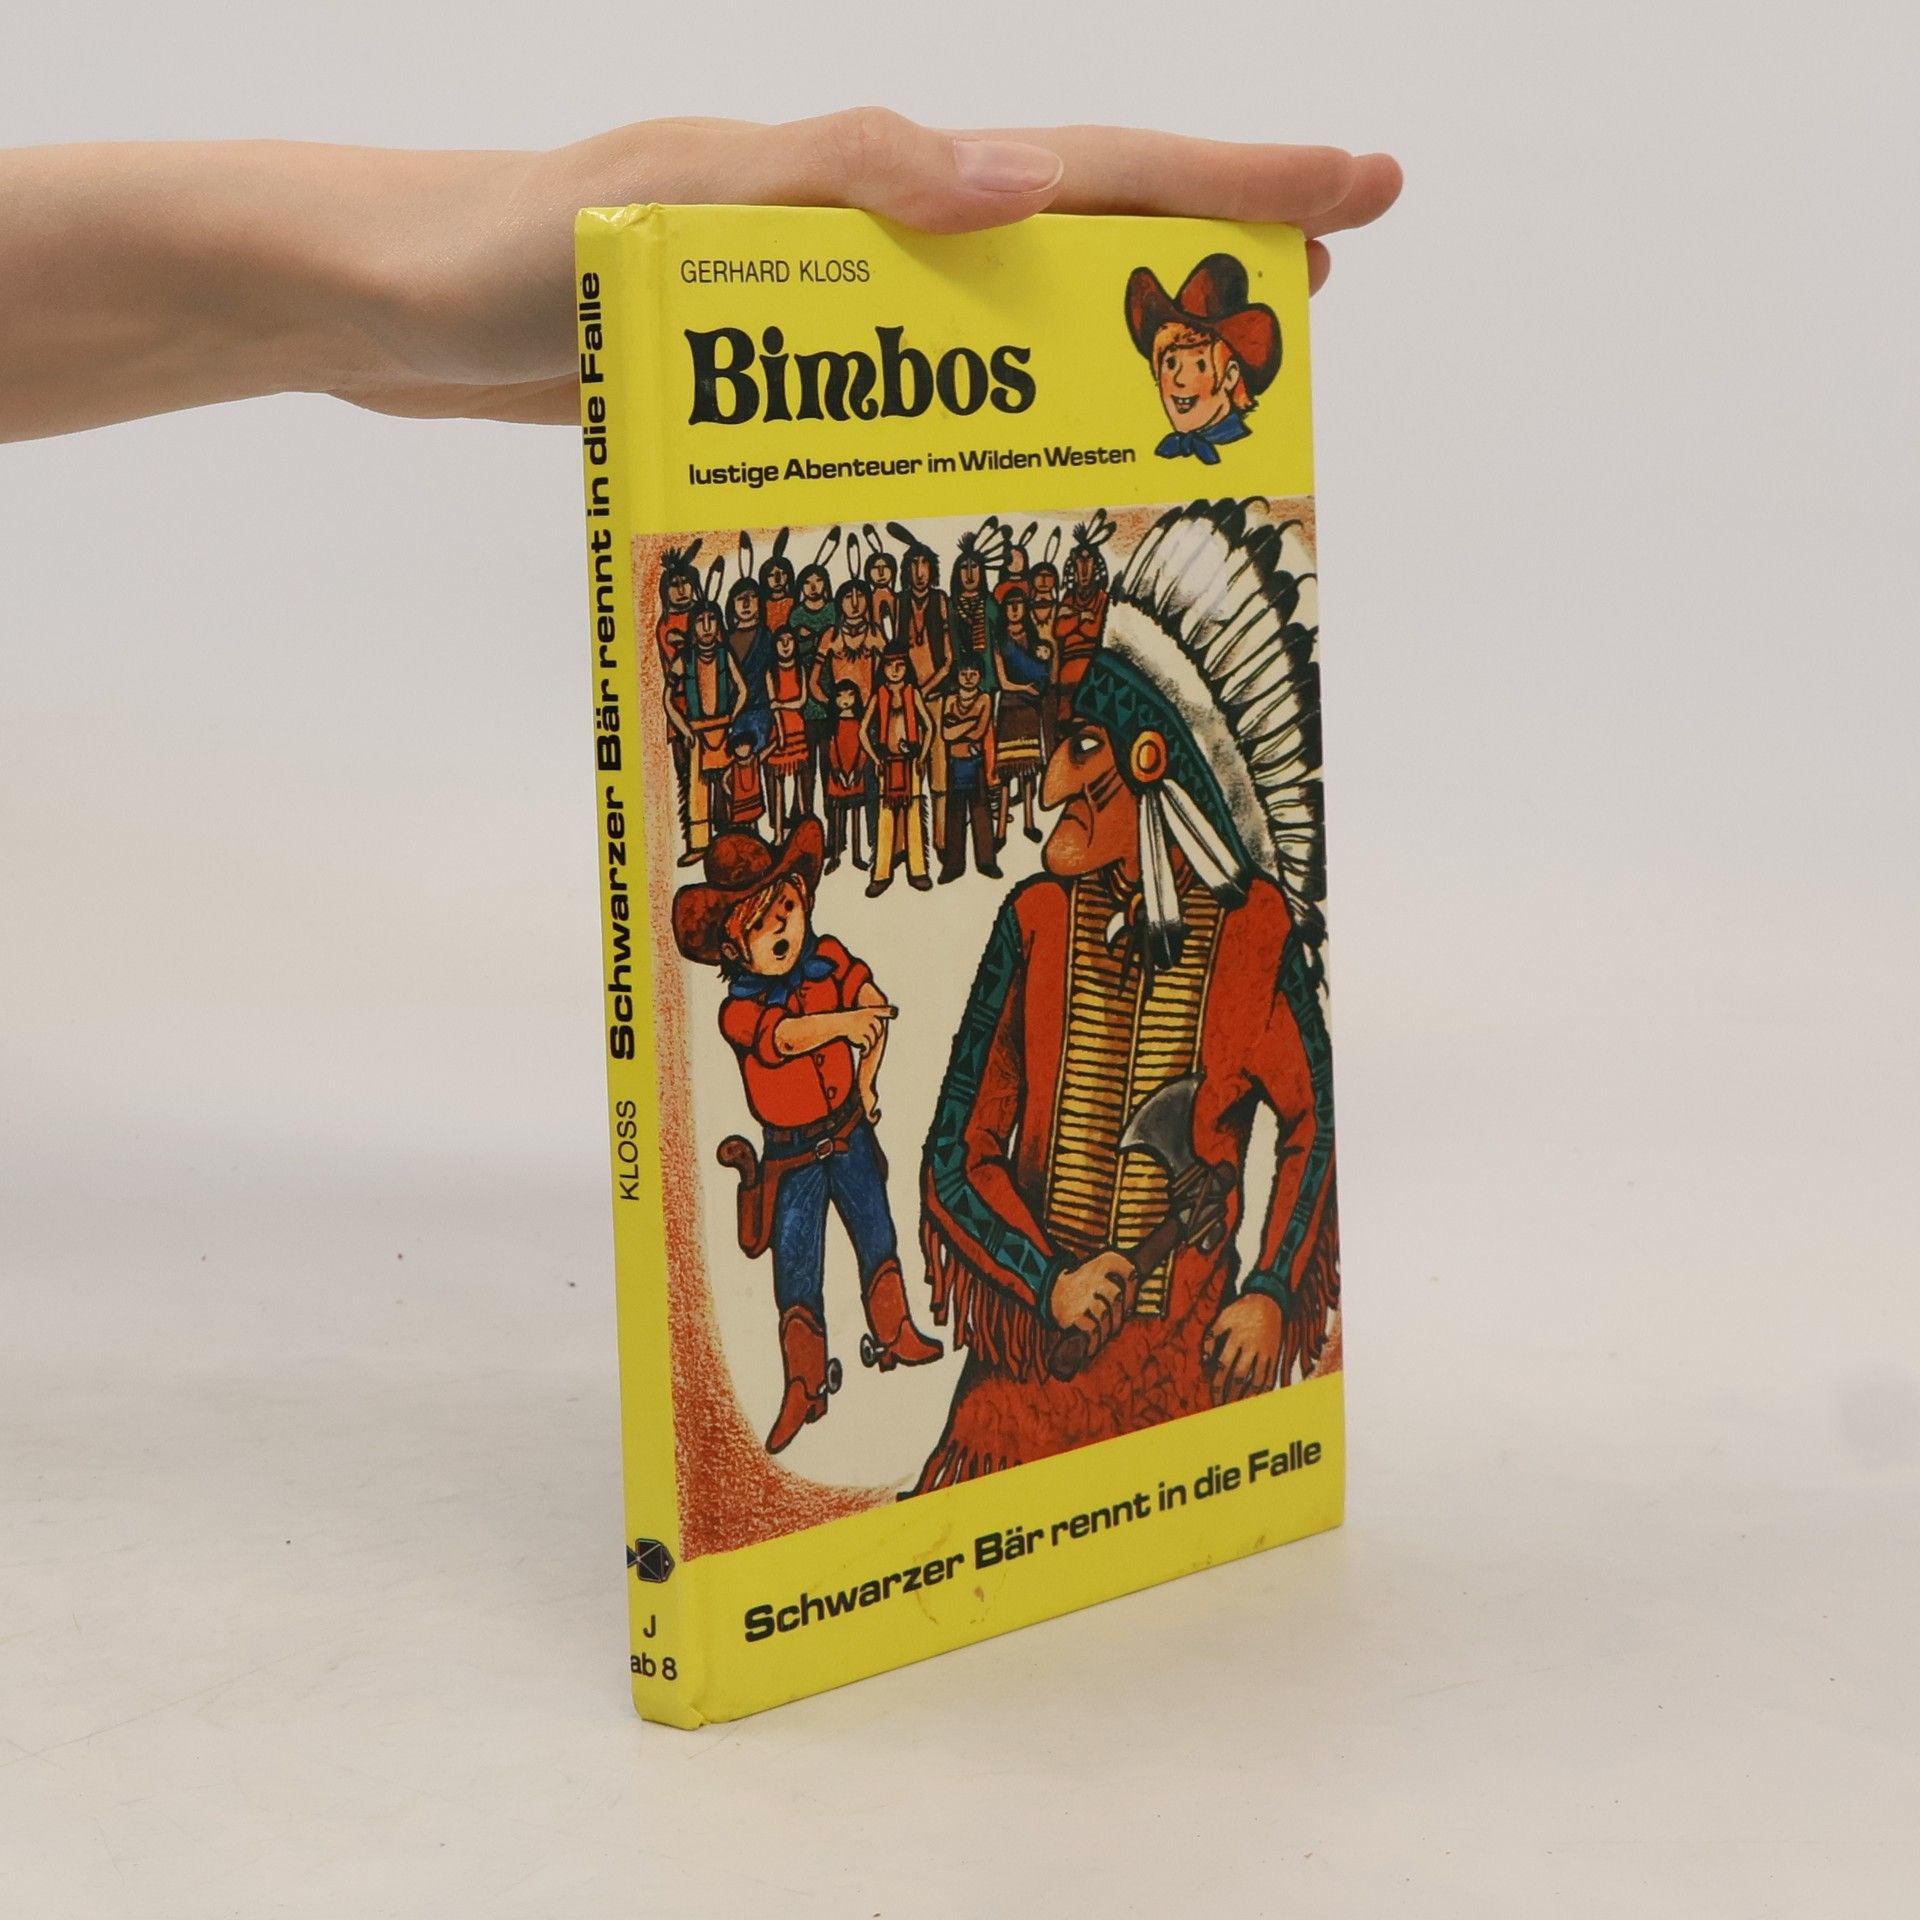 GERHARD KLOSS
Bimbos
lustige Abenteuer im Wilden Westen
Schwarzer Bär rennt in die Falle
KLOSS Schwarzer Bär rennt in die Falle
J
ab 8